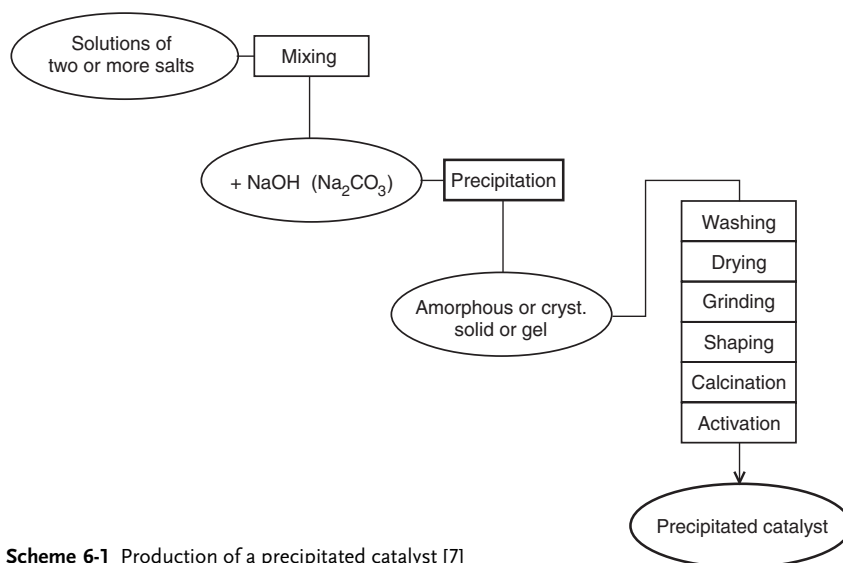 Solutions of
two or more salts
Mixing
+ NaOH (Na₂CO₃)
Precipitation
Amorphous or cryst.
solid or gel
Washing
Drying
Grinding
Shaping
Calcination
Activation
Precipitated catalyst
Scheme 6-1 Production of a precipitated catalyst [7]